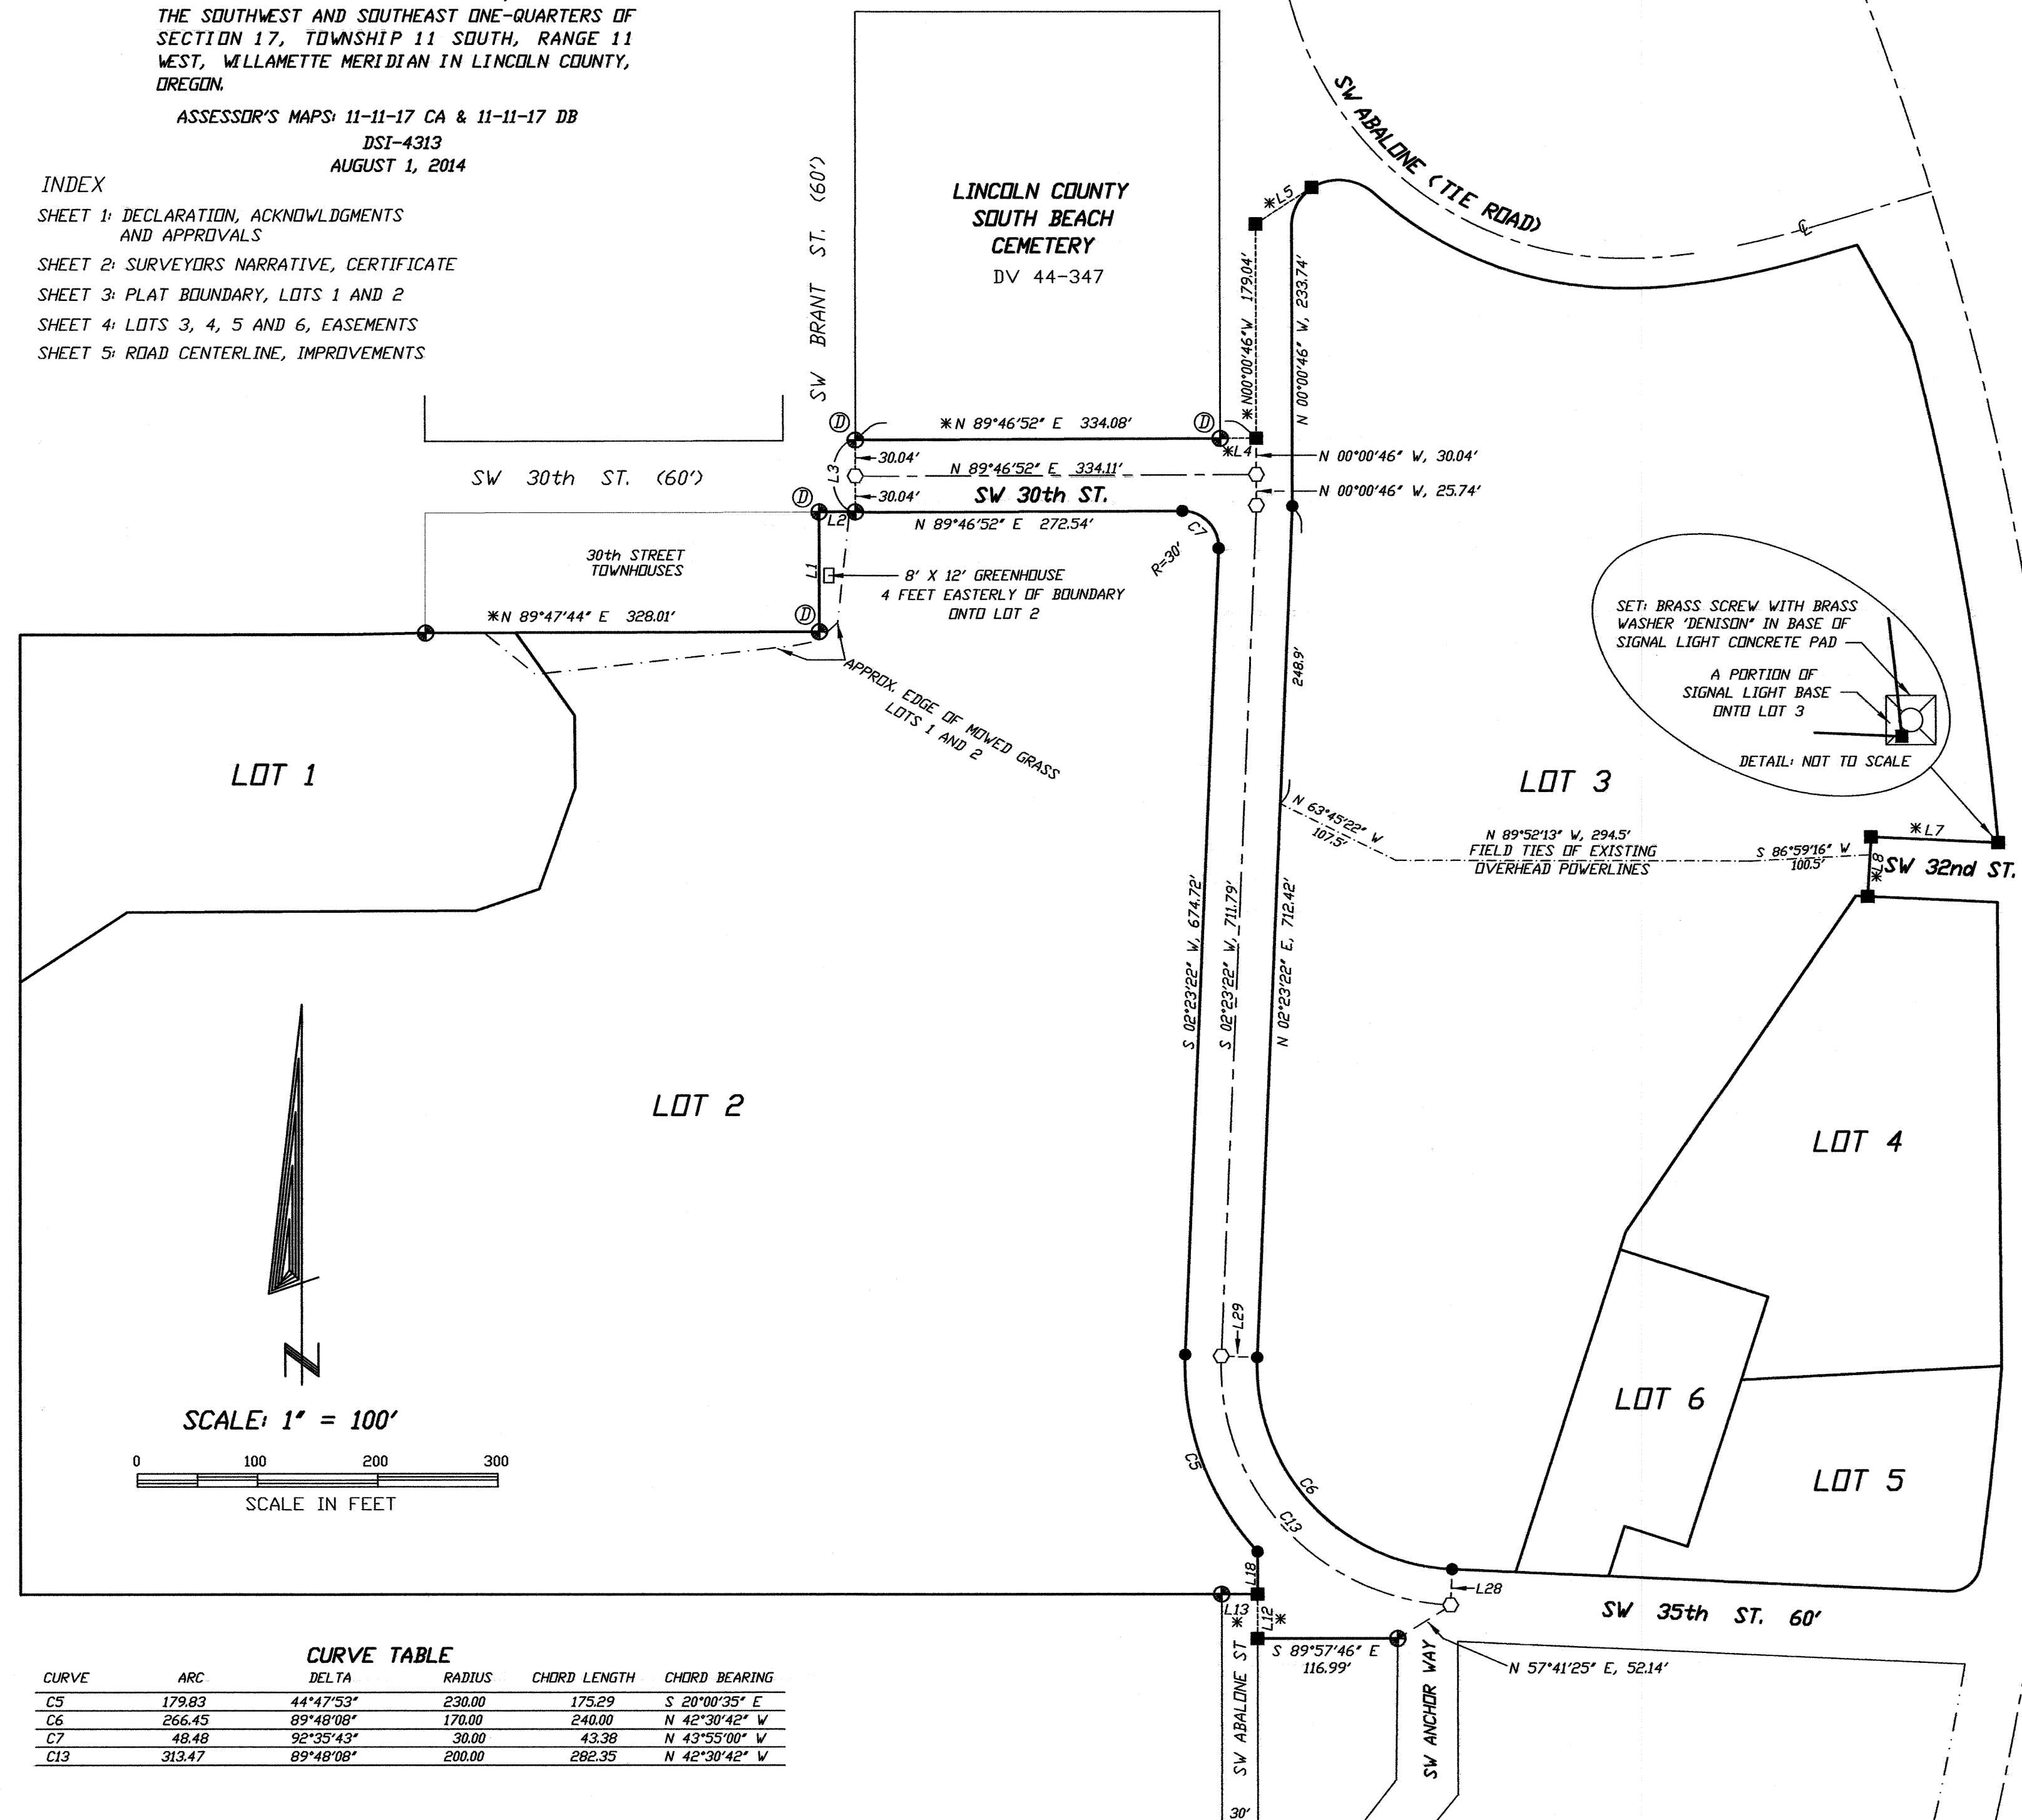 THE SOUTHWEST AND SOUTHEAST ONE-QUARTERS OF
SECTION 17, TOWNSHIP 11 SOUTH, RANGE 11
WEST, WILLAMETTE MERIDIAN IN LINCOLN COUNTY,
OREGON.
ASSESSOR'S MAPS: 11-11-17 CA & 11-11-17 DB
DSI-4313
AUGUST 1, 2014
INDEX
SHEET 1: DECLARATION, ACKNOWLDGMENTS
AND APPROVALS
SHEET 2: SURVEYORS NARRATIVE, CERTIFICATE
SHEET 3: PLAT BOUNDARY, LOTS 1 AND 2
SHEET 4: LOTS 3, 4, 5 AND 6, EASEMENTS
SHEET 5: ROAD CENTERLINE, IMPROVEMENTS
SW BRANT ST. (60')
LINCOLN COUNTY
SOUTH BEACH
CEMETERY
DV 44-347
SW ABALONE (TIE ROAD)
℄
*L5
*N00°00'46"W 179.04'
N 00°00'46" W, 233.74'
D
*N 89°46'52" E 334.08'
D
*L4
N 00°00'46" W, 30.04'
30.04'
L3
N 89°46'52" E 334.11'
SW 30th ST. (60')
N 00°00'46" W, 25.74'
30.04'
SW 30th ST.
D
L2
N 89°46'52" E 272.54'
C7
R=30'
30th STREET
TOWNHOUSES
L1
8' X 12' GREENHOUSE
4 FEET EASTERLY OF BOUNDARY
ONTO LOT 2
D
*N 89°47'44" E 328.01'
APPROX. EDGE OF MOWED GRASS
LOTS 1 AND 2
248.9'
SET: BRASS SCREW WITH BRASS
WASHER 'DENISON" IN BASE OF
SIGNAL LIGHT CONCRETE PAD
A PORTION OF
SIGNAL LIGHT BASE
ONTO LOT 3
DETAIL: NOT TO SCALE
LOT 1
LOT 3
N 63°45'22" W
107.5'
N 89°52'13" W, 294.5'
FIELD TIES OF EXISTING
OVERHEAD POWERLINES
S 86°59'16" W
100.5'
*L7
*L8
SW 32nd ST.
S 02°23'22" W, 674.72'
S 02°23'22" W, 711.79'
N 02°23'22" E, 712.42'
LOT 2
LOT 4
N
L29
LOT 6
SCALE: 1" = 100'
0 100 200 300
SCALE IN FEET
C5
C6
C13
LOT 5
L18
L28
L13
*
L12
*
SW 35th ST. 60'
S 89°57'46" E
116.99'
N 57°41'25" E, 52.14'
SW ABALONE ST
SW ANCHOR WAY
30'
CURVE TABLE
CURVE ARC DELTA RADIUS CHORD LENGTH CHORD BEARING
C5 179.83 44°47'53" 230.00 175.29 S 20°00'35" E
C6 266.45 89°48'08" 170.00 240.00 N 42°30'42" W
C7 48.48 92°35'43" 30.00 43.38 N 43°55'00" W
C13 313.47 89°48'08" 200.00 282.35 N 42°30'42" W